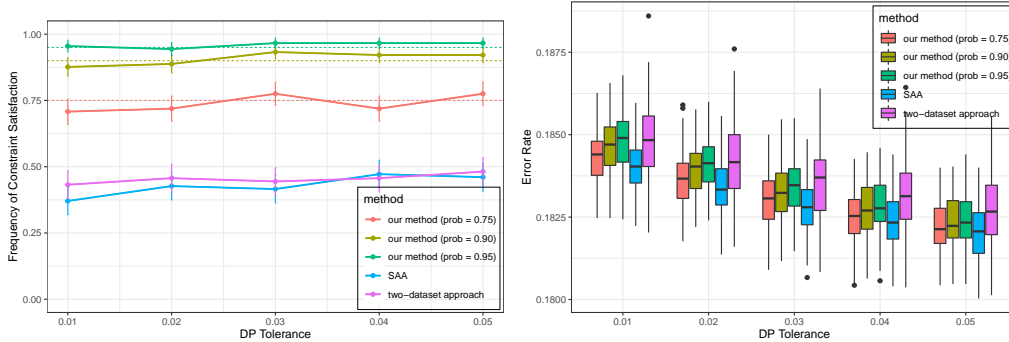 1.00
0.75
0.50
0.25
0.00
Frequency of Constraint Satisfaction
0.01
0.02
0.03
0.04
0.05
DP Tolerance
method
our method (prob = 0.75)
our method (prob = 0.90)
our method (prob = 0.95)
SAA
two−dataset approach
0.1875
0.1850
0.1825
0.1800
Error Rate
0.01
0.02
0.03
0.04
0.05
DP Tolerance
method
our method (prob = 0.75)
our method (prob = 0.90)
our method (prob = 0.95)
SAA
two−dataset approach